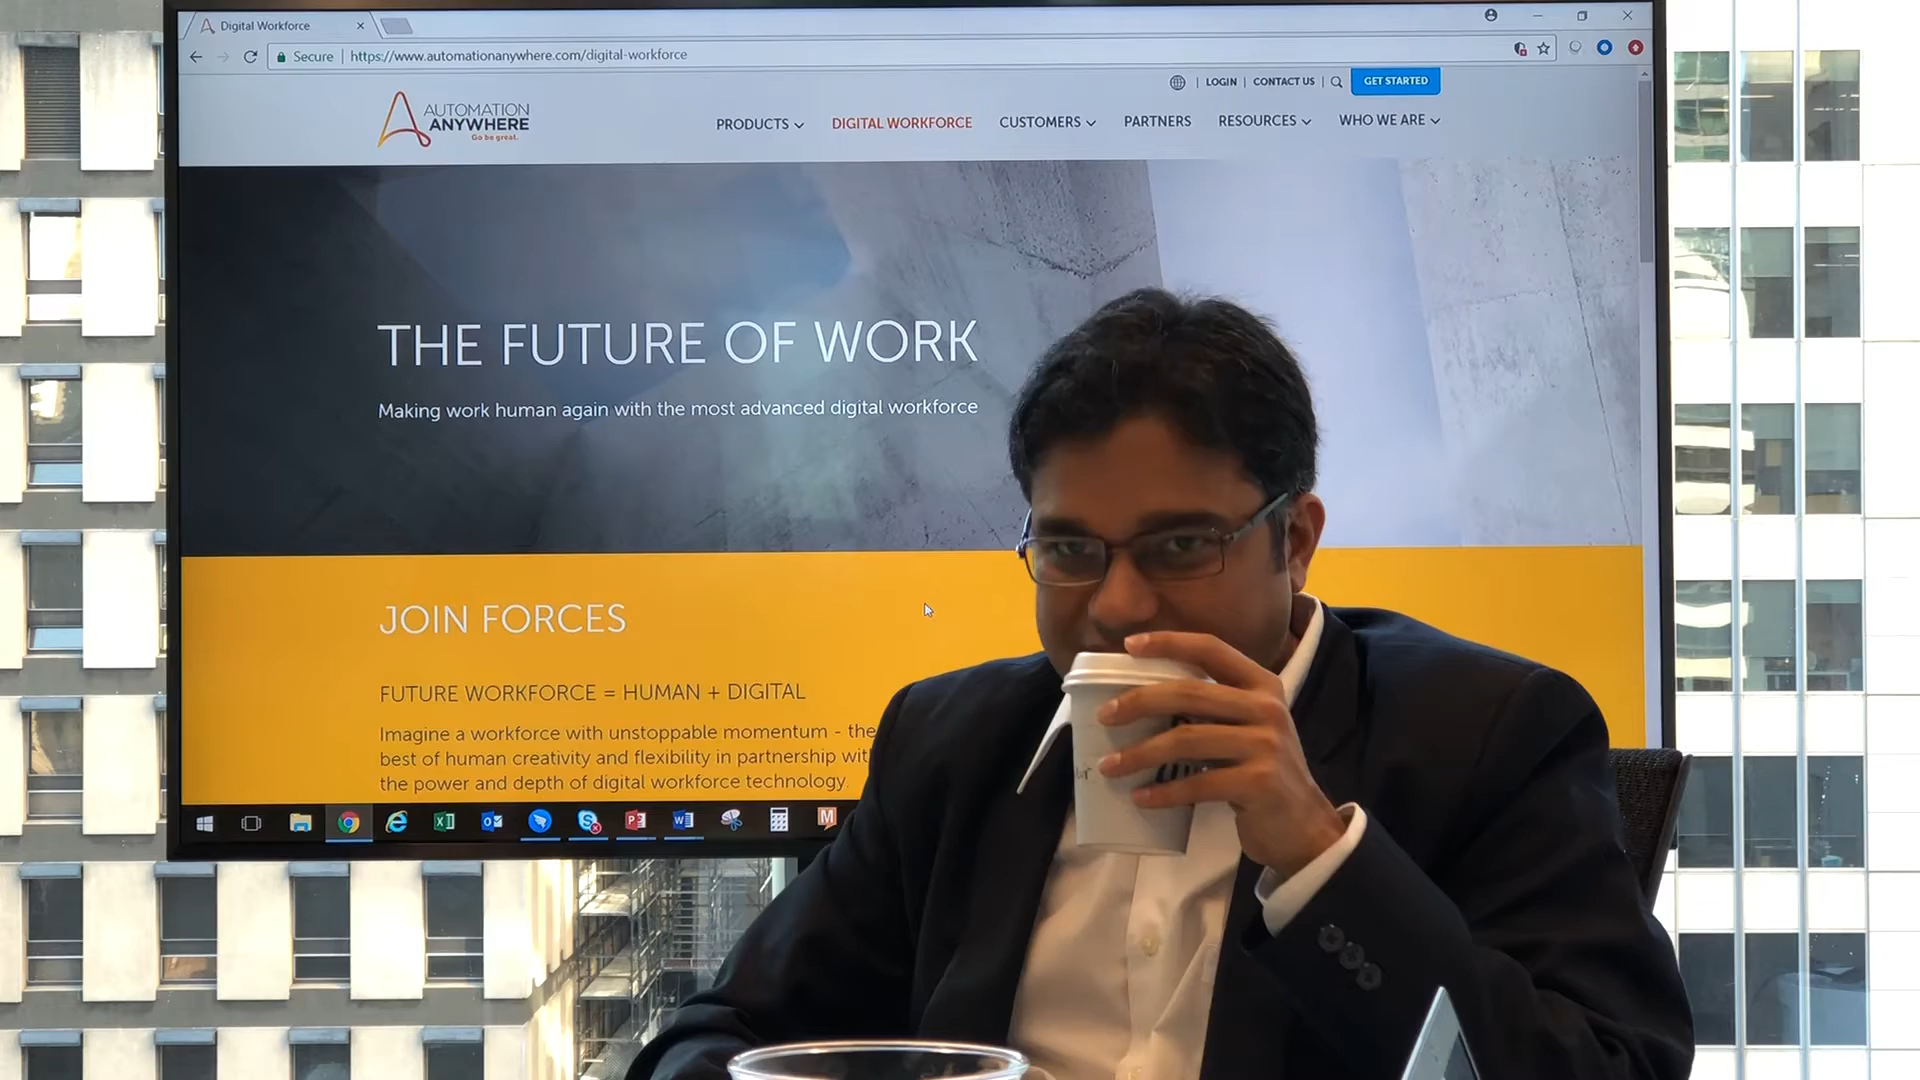 Digital Workforce
Secure | https://www.automationanywhere.com/digital-workforce
LOGIN | CONTACT US | GET STARTED
AUTOMATION
ANYWHERE
Go be great.
PRODUCTS DIGITAL WORKFORCE CUSTOMERS PARTNERS RESOURCES WHO WE ARE
THE FUTURE OF WORK
Making work human again with the most advanced digital workforce
JOIN FORCES
FUTURE WORKFORCE = HUMAN + DIGITAL
Imagine a workforce with unstoppable momentum - the
best of human creativity and flexibility in partnership
the power and depth of digital workforce technology.